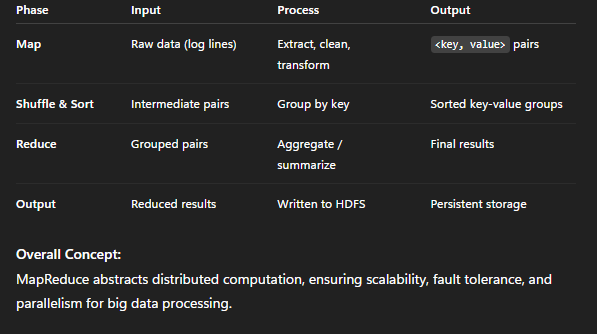 Phase Input Process Output
Map Raw data (log lines) Extract, clean, <key, value> pairs
transform
Shuffle & Sort Intermediate pairs Group by key Sorted key-value groups
Reduce Grouped pairs Aggregate / Final results
summarize
Output Reduced results Written to HDFS Persistent storage
Overall Concept:
MapReduce abstracts distributed computation, ensuring scalability, fault tolerance, and
parallelism for big data processing.